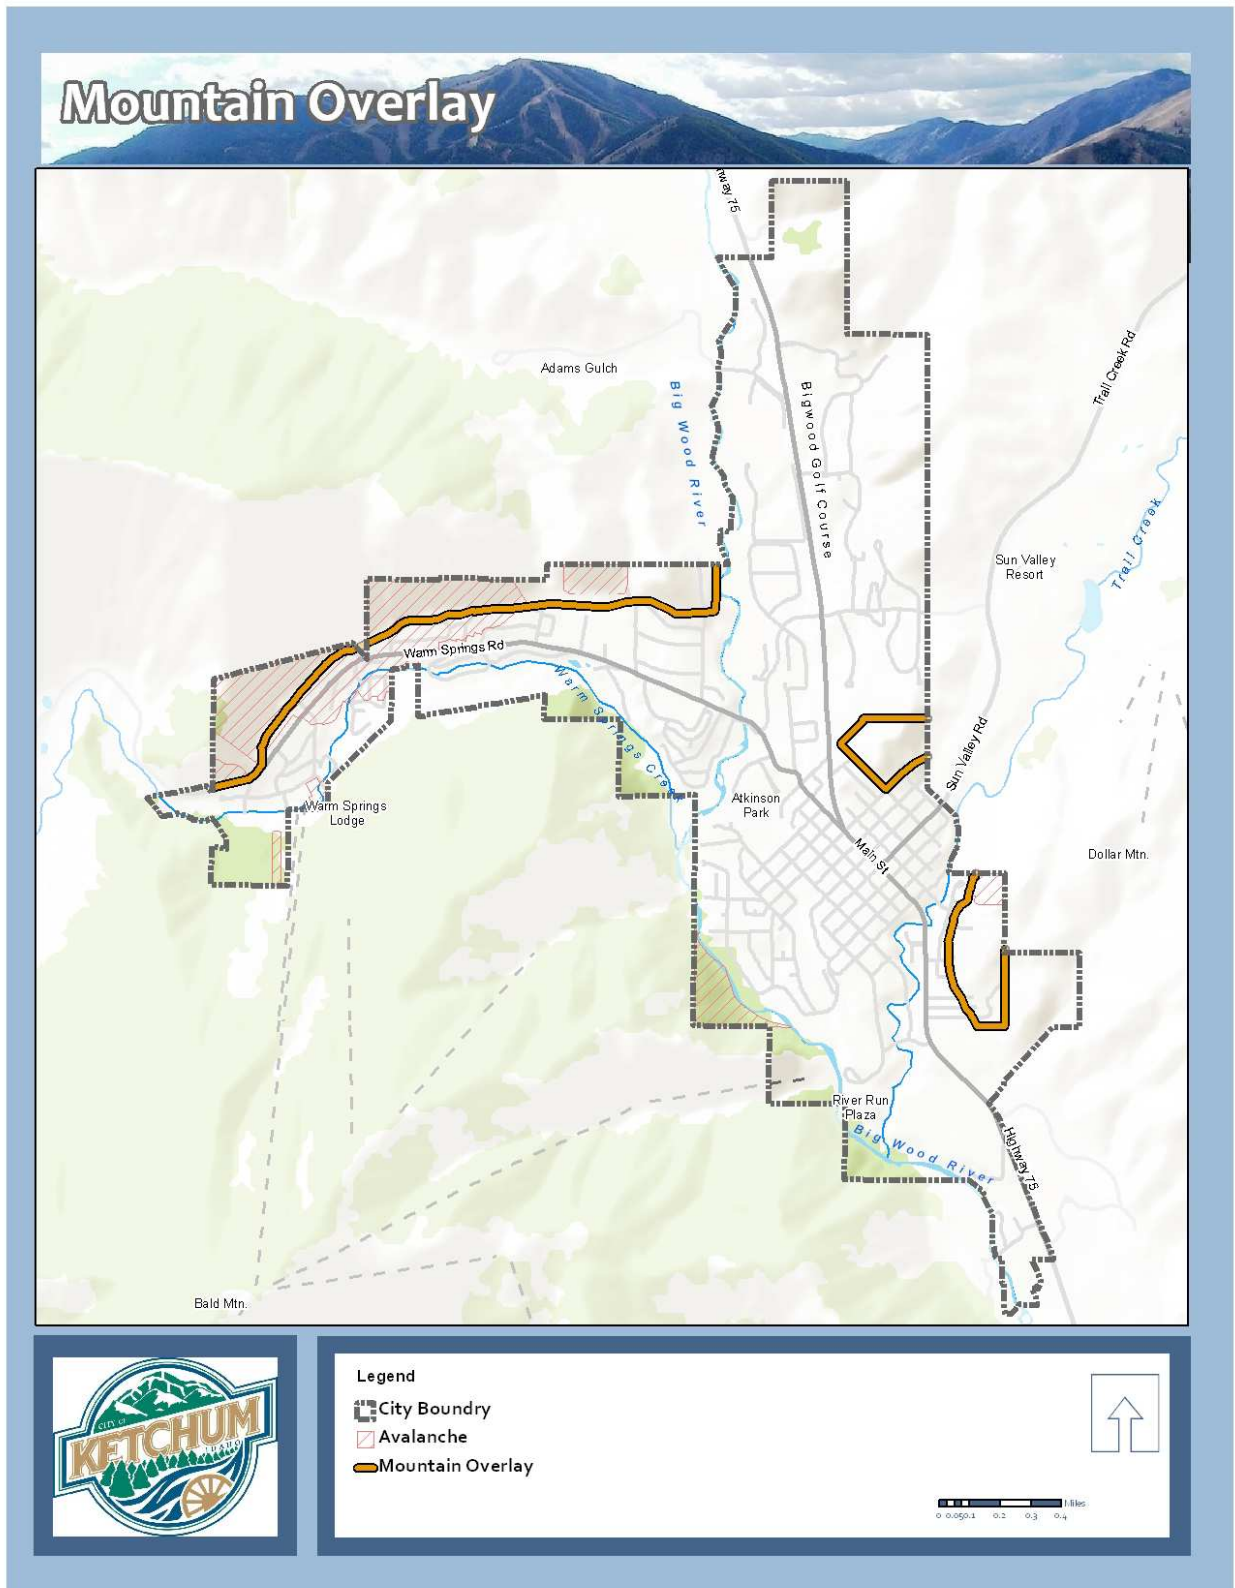 Mountain Overlay
hway 75
Trail Creek Rd
Adams Gulch
Big Wood River
Bigwood Golf Course
Trail Creek
Sun Valley
Resort
Warm Springs Rd
Warm Springs Creek
Sun Valley Rd
Atkinson
Park
Warm Springs
Lodge
Main St
Dollar Mtn.
River Run
Plaza
Big Wood River
Highway 75
Bald Mtn.
CITY OF
KETCHUM
IDAHO
Legend
City Boundry
Avalanche
Mountain Overlay
Miles
0 0.050.1 0.2 0.3 0.4